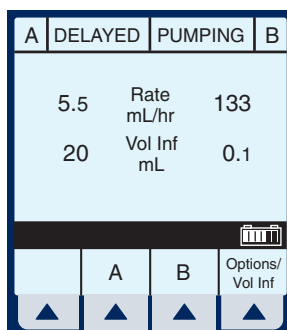 A DELAYED PUMPING B
5.5 Rate mL/hr 133
20 Vol Inf mL 0.1
A B Options/ Vol Inf